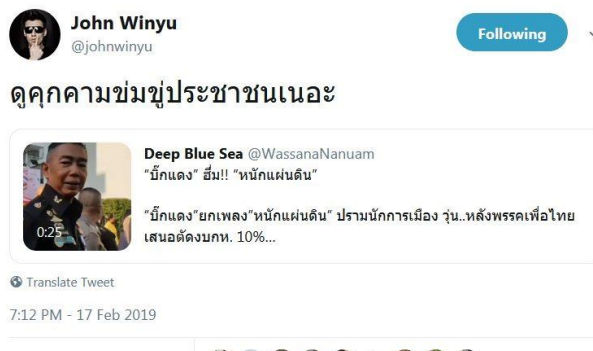 John Winyu
@johnwinyu
Following
ดูคุกคามข่มขู่ประชาชนเนอะ
Deep Blue Sea @WassanaNanuam
“บิ๊กแดง” ฮึ่ม!! “หนักแผ่นดิน”
“บิ๊กแดง”ยกเพลง“หนักแผ่นดิน” ปรามนักการเมือง วุ่น..หลังพรรคเพื่อไทย
เสนอตัดงบกห. 10%...
0:25
Translate Tweet
7:12 PM - 17 Feb 2019